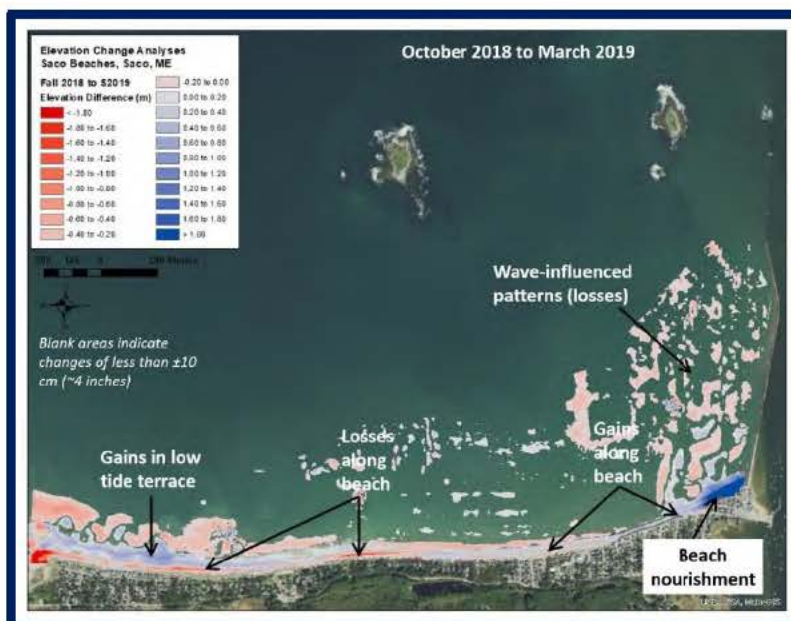 Elevation Change Analyses
Saco Beaches, Saco, ME
Fall 2018 to S2019
Elevation Difference (m)
< -1.80
-1.80 to -1.60
-1.60 to -1.40
-1.40 to -1.20
-1.20 to -1.00
-1.00 to -0.80
-0.80 to -0.60
-0.60 to -0.40
-0.40 to -0.20
-0.20 to 0.00
0.00 to 0.20
0.20 to 0.40
0.40 to 0.60
0.60 to 0.80
0.80 to 1.00
1.00 to 1.20
1.20 to 1.40
1.40 to 1.60
1.60 to 1.80
> 1.80
October 2018 to March 2019
Blank areas indicate
changes of less than ±10
cm (~4 inches)
Wave-influenced
patterns (losses)
Gains in low
tide terrace
Losses
along
beach
Gains
along
beach
Beach
nourishment